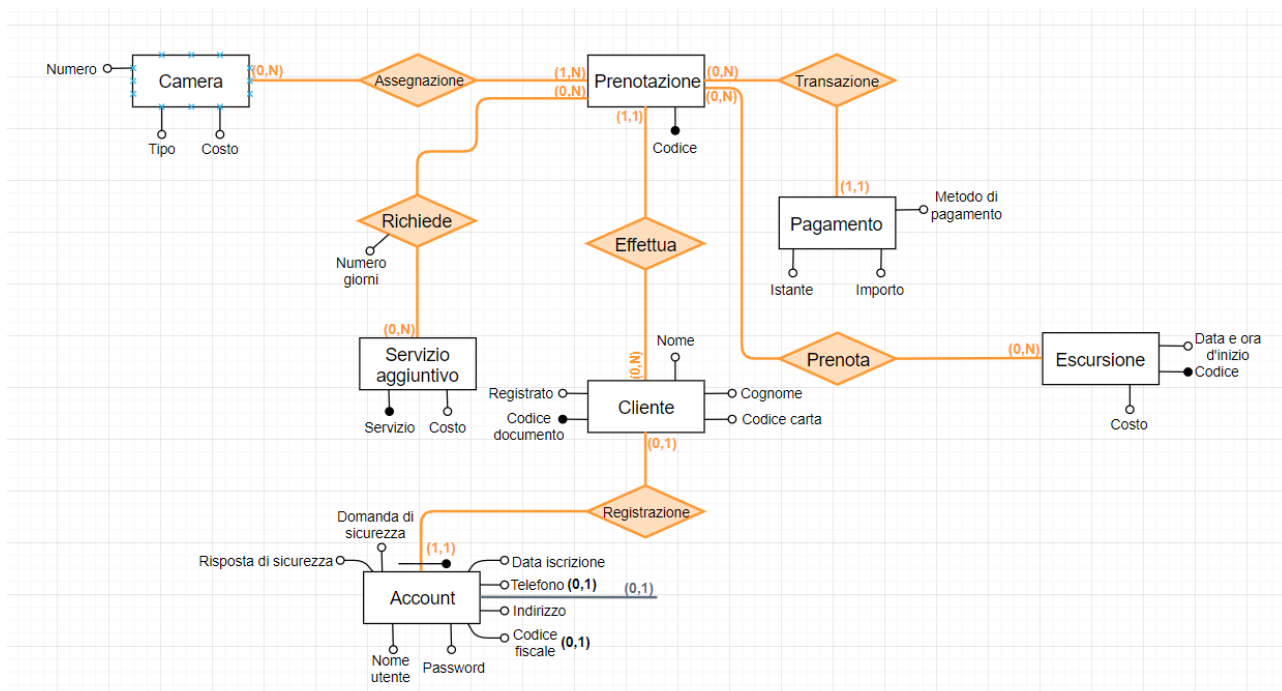 Numero
Camera
(0,N)
Assegnazione
(1,N)
Prenotazione
(0,N)
Transazione
(0,N)
(0,N)
(1,1)
Tipo
Costo
Codice
(1,1)
Metodo di
pagamento
Richiede
Effettua
Pagamento
Numero
giorni
Istante
Importo
(0,N)
Servizio
aggiuntivo
Nome
(0,N)
Prenota
(0,N)
Escursione
Data e ora
d'inizio
Codice
Registrato
Cognome
Cliente
Codice
documento
Codice carta
Servizio
Costo
Costo
(0,1)
Registrazione
Domanda di
sicurezza
(1,1)
Risposta di sicurezza
Data iscrizione
Telefono (0,1)
(0,1)
Account
Indirizzo
Codice
fiscale (0,1)
Nome
utente
Password